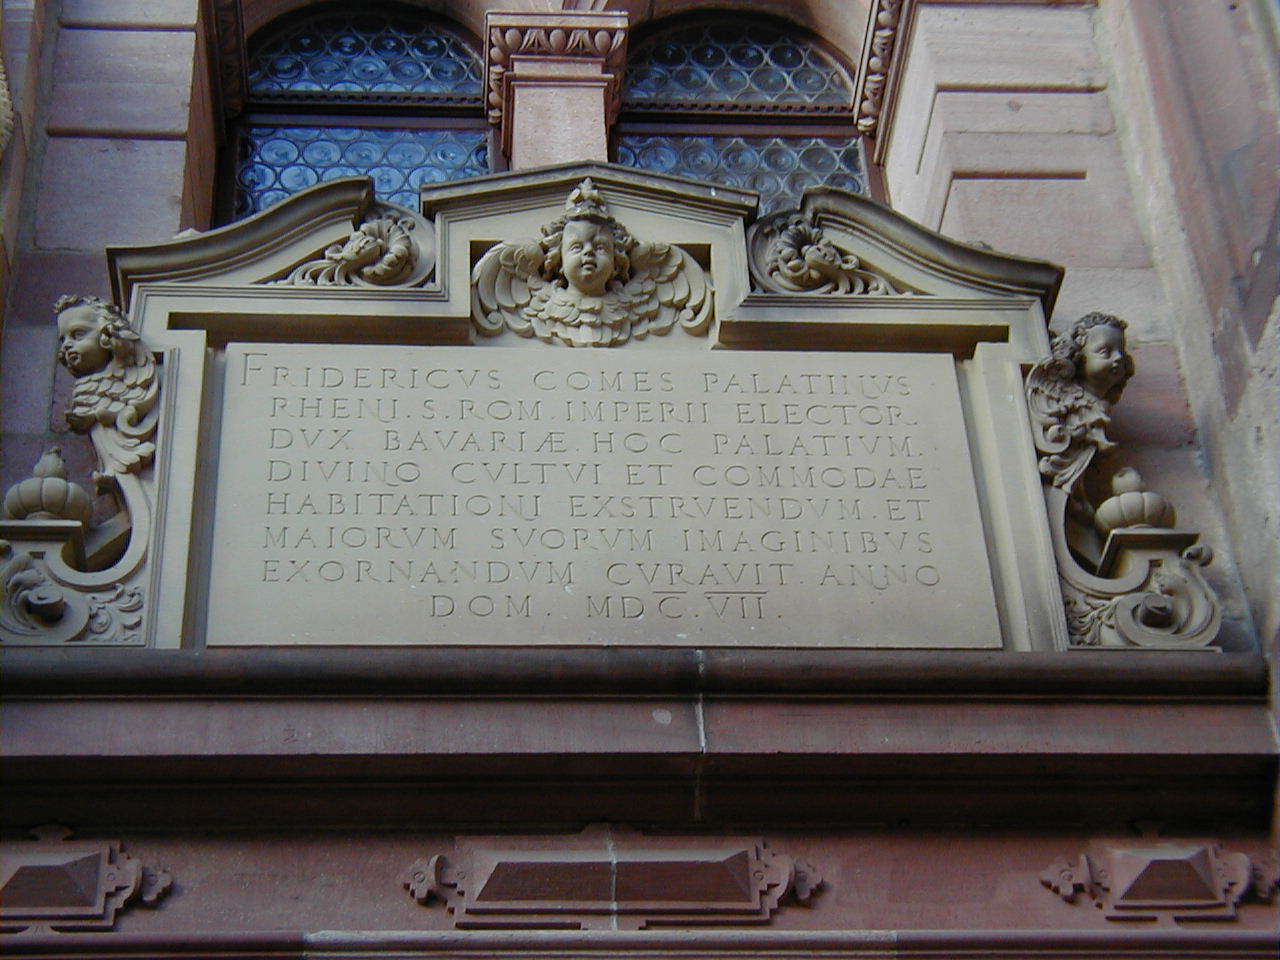 FRIDERICVS COMES PALATINVS
RHENI.S.ROM.IMPERII ELECTOR
DVX BAVARIÆ.HOC PALATIVM
DIVINO CVLTVI ET COMMODAE
HABITATIONI EXSTRVENDVM.ET
MAIORVM SVORVM IMAGINIBVS
EXORNANDVM CVRAVIT.ANNO
DOM. MDC.VII.